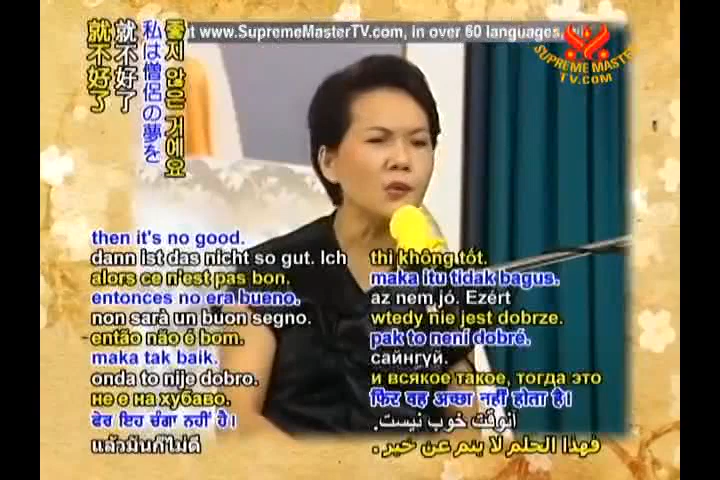 www.SupremeMasterTV.com, in over 60 languages,
SUPREME MASTER
TV.COM
就不好了
就不好了
私は僧侶の夢を
좋지 않은 거예요
then it's no good.
dann ist das nicht so gut. Ich
alors ce n'est pas bon.
entonces no era bueno.
non sarà un buon segno.
então não é bom.
maka tak baik.
onda to nije dobro.
не е на хубаво.
ਫੇਰ ਇਹ ਚੰਗਾ ਨਹੀਂ ਹੈ।
แล้วมันก็ไม่ดี
thì không tốt.
maka itu tidak bagus.
az nem jó. Ezért
wtedy nie jest dobrze.
pak to není dobré.
сайнгүй.
и всякое такое, тогда это
फिर वह अच्छा नहीं होता है।
آنوقت خوب نیست.
فهذا الحلم لا ينم عن خير.